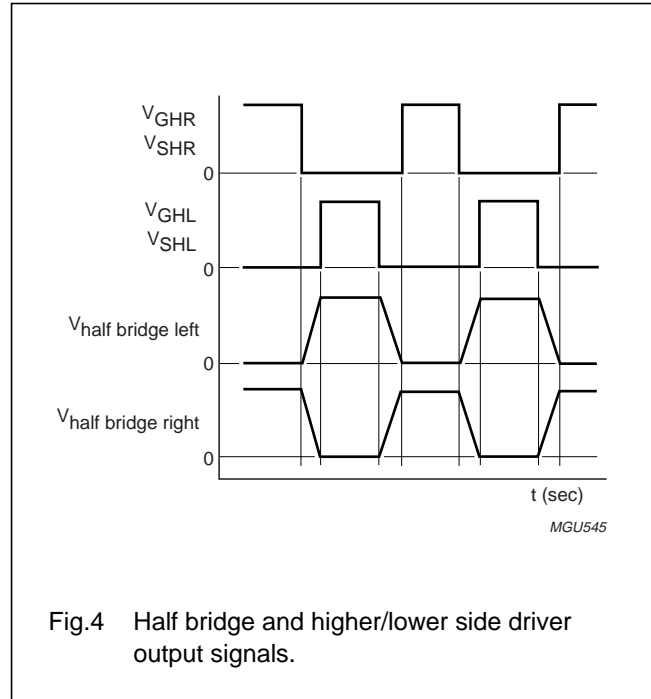 VGHR
VSHR
0
VGHL
VSHL
0
Vhalf bridge left
0
Vhalf bridge right
0
t (sec)
MGU545
Fig.4 Half bridge and higher/lower side driver
output signals.